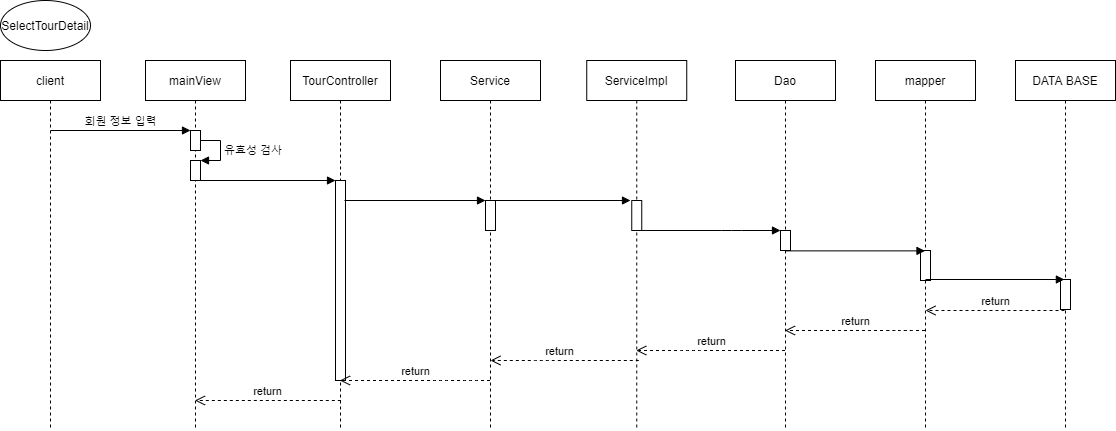 SelectTourDetail
client
mainView
TourController
Service
ServiceImpl
Dao
mapper
DATA BASE
회원 정보 입력
유효성 검사
return
return
return
return
return
return